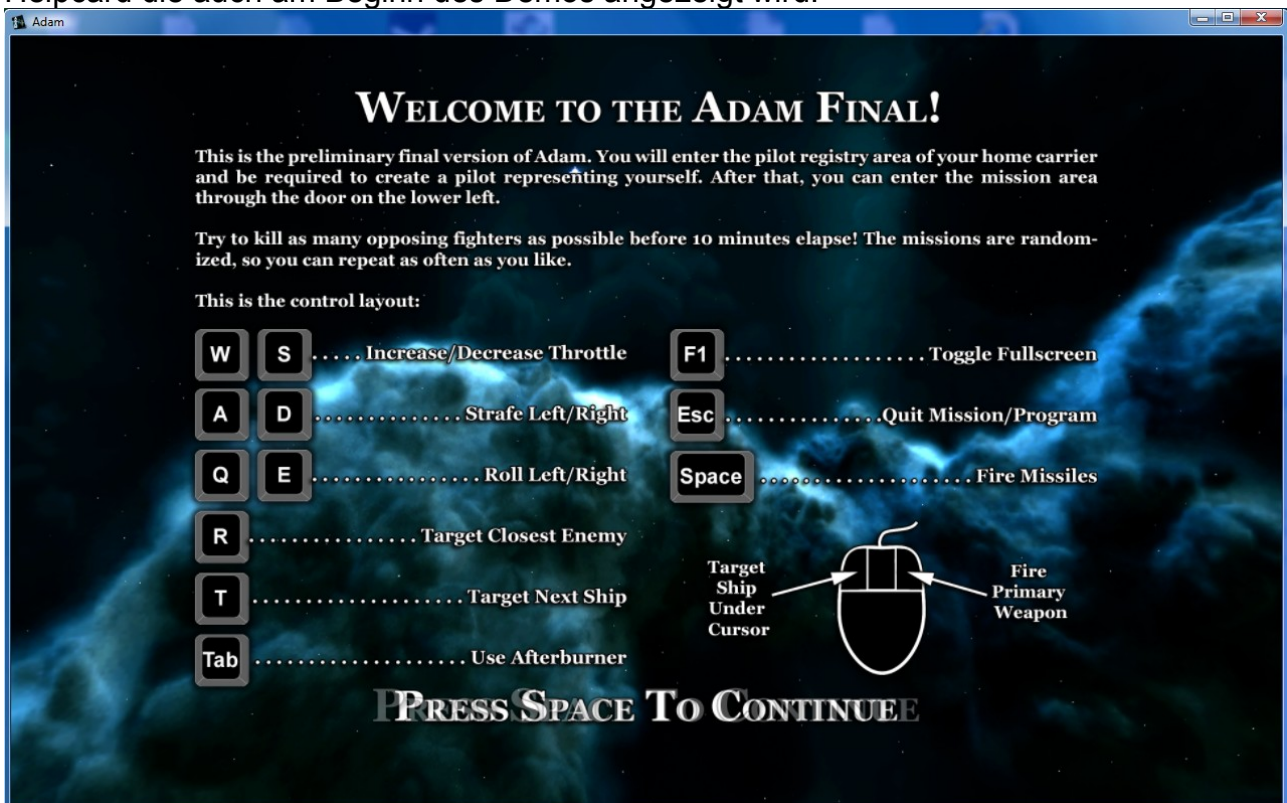 Helpcard die auch am Beginn des Demos angezeigt wird:
Adam
WELCOME TO THE ADAM FINAL!
This is the preliminary final version of Adam. You will enter the pilot registry area of your home carrier
and be required to create a pilot representing yourself. After that, you can enter the mission area
through the door on the lower left.
Try to kill as many opposing fighters as possible before 10 minutes elapse! The missions are random-
ized, so you can repeat as often as you like.
This is the control layout:
W S ..... Increase/Decrease Throttle
A D .............. Strafe Left/Right
Q E ................ Roll Left/Right
R ................ Target Closest Enemy
T .................... Target Next Ship
Tab .................... Use Afterburner
F1 ................... Toggle Fullscreen
Esc ...............Quit Mission/Program
Space ..................... Fire Missiles
Target
Ship
Under
Cursor
Fire
Primary
Weapon
PRESS SPACE TO CONTINUE